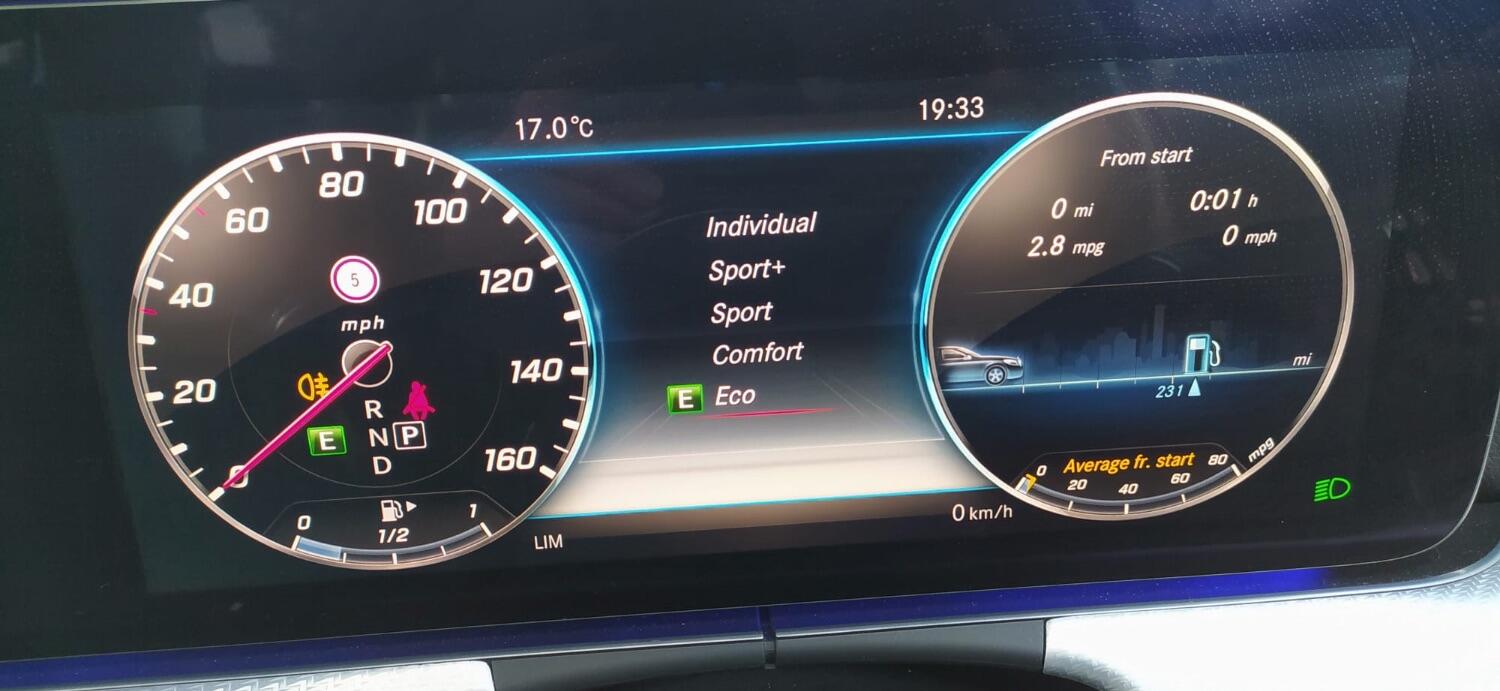 17.0°C
19:33
20
40
60
80
100
120
140
160
0
5
mph
R
N
P
D
E
0
1/2
1
Individual
Sport+
Sport
Comfort
E Eco
LIM
0 km/h
From start
0 mi 0:01 h
2.8 mpg 0 mph
mi
231
Average fr. start
0
20
40
60
80
mpg